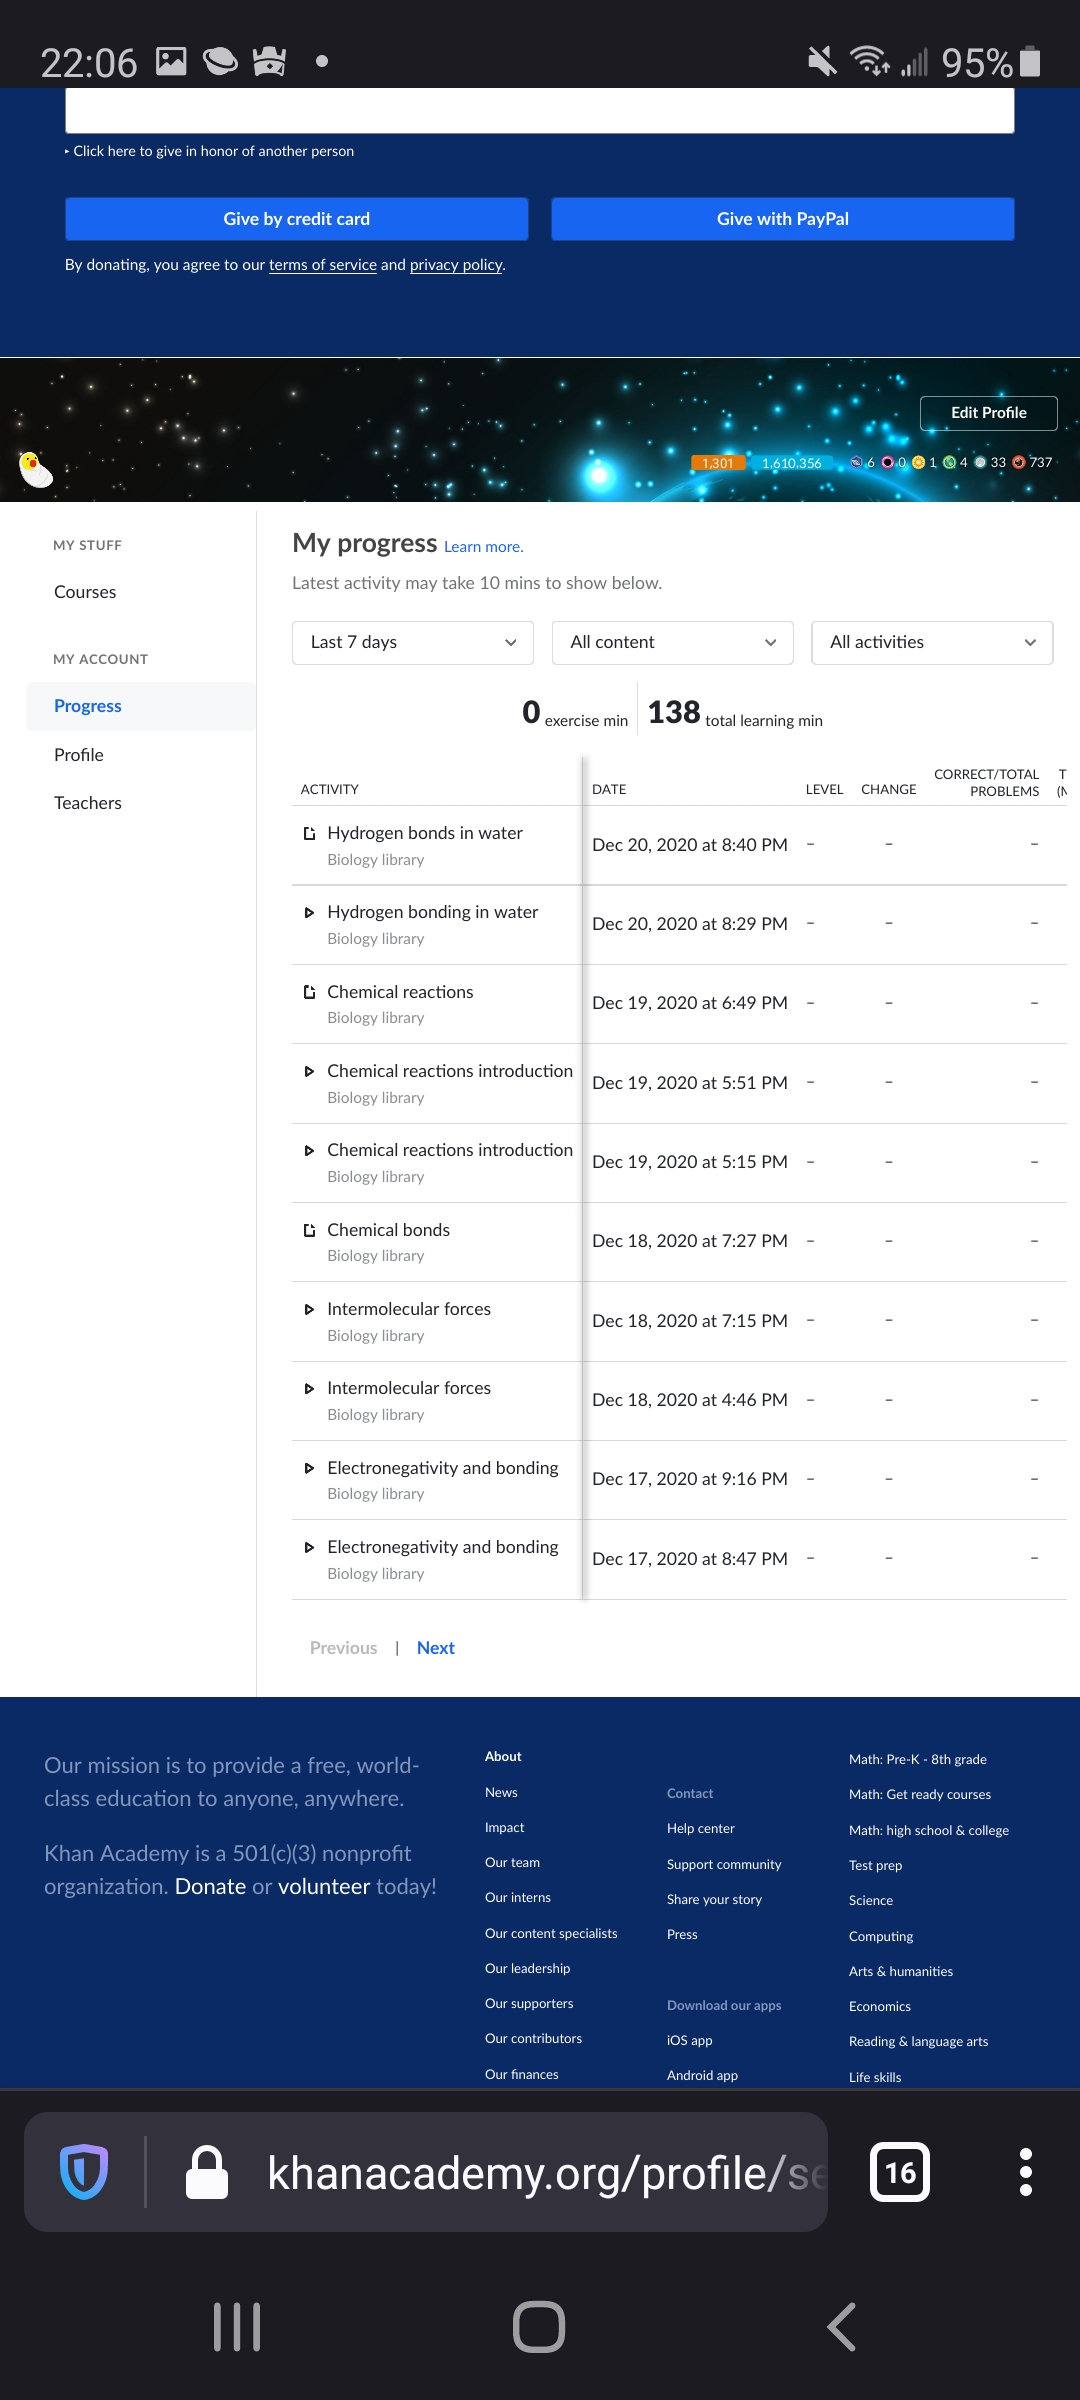 22:06
95%
‣ Click here to give in honor of another person
Give by credit card
Give with PayPal
By donating, you agree to our terms of service and privacy policy.
Edit Profile
1,301
1,610,356
6 0 1 4 33 737
MY STUFF
Courses
MY ACCOUNT
Progress
Profile
Teachers
My progress Learn more.
Latest activity may take 10 mins to show below.
Last 7 days
All content
All activities
0 exercise min
138 total learning min
ACTIVITY DATE LEVEL CHANGE CORRECT/TOTAL PROBLEMS
Hydrogen bonds in water
Biology library
Dec 20, 2020 at 8:40 PM – – –
Hydrogen bonding in water
Biology library
Dec 20, 2020 at 8:29 PM – – –
Chemical reactions
Biology library
Dec 19, 2020 at 6:49 PM – – –
Chemical reactions introduction
Biology library
Dec 19, 2020 at 5:51 PM – – –
Chemical reactions introduction
Biology library
Dec 19, 2020 at 5:15 PM – – –
Chemical bonds
Biology library
Dec 18, 2020 at 7:27 PM – – –
Intermolecular forces
Biology library
Dec 18, 2020 at 7:15 PM – – –
Intermolecular forces
Biology library
Dec 18, 2020 at 4:46 PM – – –
Electronegativity and bonding
Biology library
Dec 17, 2020 at 9:16 PM – – –
Electronegativity and bonding
Biology library
Dec 17, 2020 at 8:47 PM – – –
Previous | Next
Our mission is to provide a free, world-
class education to anyone, anywhere.
Khan Academy is a 501(c)(3) nonprofit
organization. Donate or volunteer today!
About
News
Impact
Our team
Our interns
Our content specialists
Our leadership
Our supporters
Our contributors
Our finances
Contact
Help center
Support community
Share your story
Press
Download our apps
iOS app
Android app
Math: Pre-K - 8th grade
Math: Get ready courses
Math: high school & college
Test prep
Science
Computing
Arts & humanities
Economics
Reading & language arts
Life skills
khanacademy.org/profile/se
16